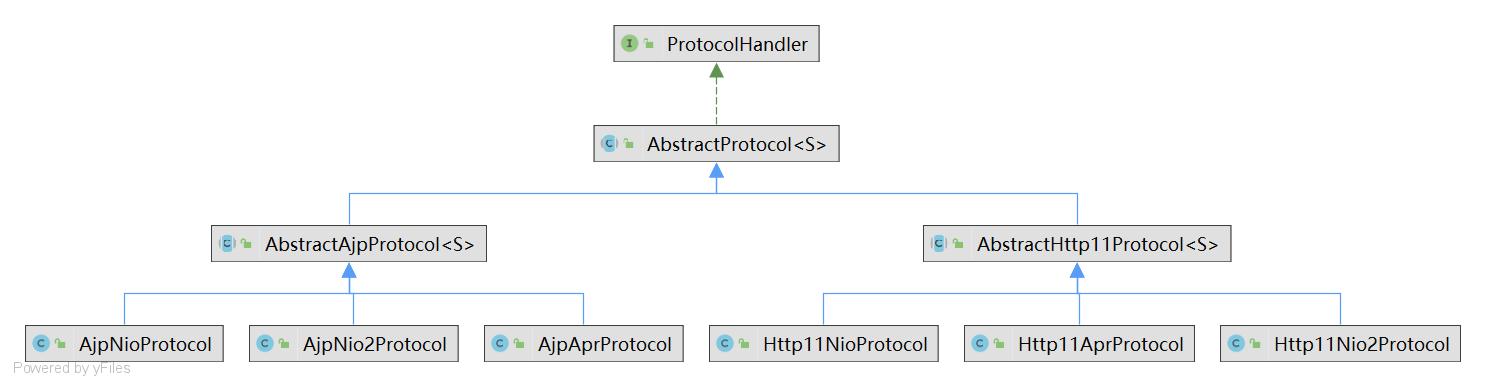 ProtocolHandler
AbstractProtocol<S>
AbstractAjpProtocol<S>
AbstractHttp11Protocol<S>
AjpNioProtocol
AjpNio2Protocol
AjpAprProtocol
Http11NioProtocol
Http11AprProtocol
Http11Nio2Protocol
Powered by yFiles